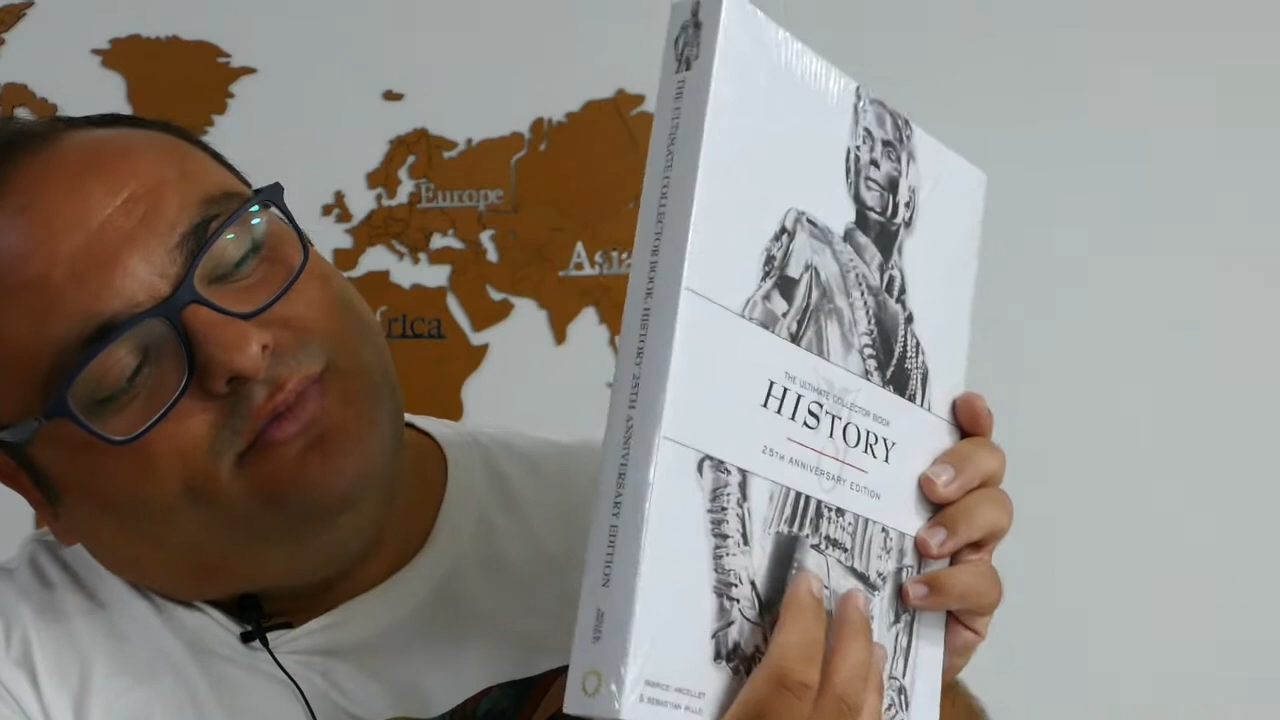 Europe
Asia
rica
THE ULTIMATE COLLECTOR BOOK: HISTORY 25TH ANNIVERSARY EDITION
THE ULTIMATE COLLECTOR BOOK
HISTORY
25TH ANNIVERSARY EDITION
& SEBASTIAN